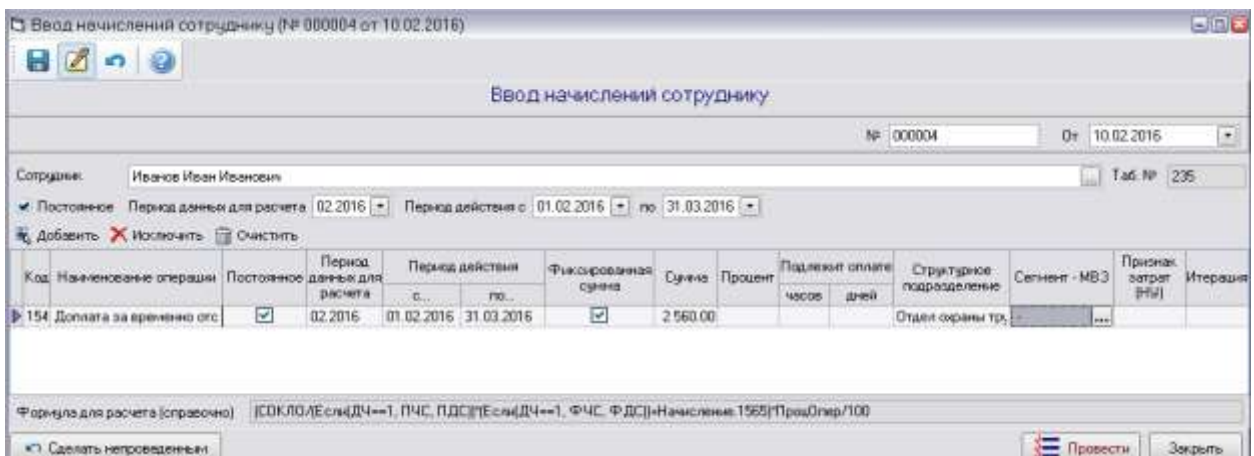 Ввод начислений сотруднику (№ 000004 от 10.02.2016)
Ввод начислений сотруднику
№ 000004 От 10.02.2016
Сотрудник: Иванов Иван Иванович Таб. № 235
Постоянное Период данных для расчета 02.2016 Период действия с 01.02.2016 по 31.03.2016
Добавить Исключить Очистить
Код Наименование операции Постоянное Период данных для расчета Период действия с... по... Фиксированная сумма Сумма Процент Подлежит оплате часов дней Структурное подразделение Сегмент - МВЗ Признак затрат (НУ) Итерация
154 Доплата за временно отс 02.2016 01.02.2016 31.03.2016 2 560.00 Отдел охраны тру - ...
Формула для расчета (справочно) (СОКЛОЛ/(Если(ДЧ==1, ПЧС, ПДС))*(Если(ДЧ==1, ФЧС, ФДС))+Начисление.1565)*ПроцОпер/100
Сделать непроведенным Провести Закрыть